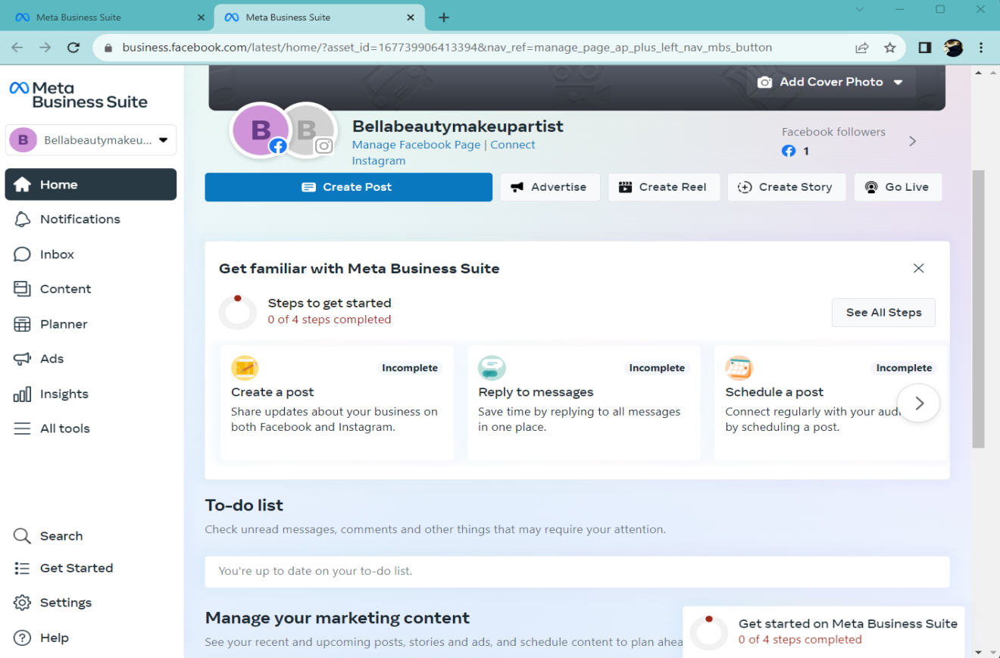 Meta Business Suite
Meta Business Suite
business.facebook.com/latest/home/?asset_id=167739906413394&nav_ref=manage_page_ap_plus_left_nav_mbs_button
Meta
Business Suite
B
Bellabeautymakeu...
Home
Notifications
Inbox
Content
Planner
Ads
Insights
All tools
Search
Get Started
Settings
Help
Add Cover Photo
B
B
Bellabeautymakeupartist
Manage Facebook Page | Connect
Instagram
Facebook followers
1
Create Post
Advertise
Create Reel
Create Story
Go Live
Get familiar with Meta Business Suite
Steps to get started
0 of 4 steps completed
See All Steps
Incomplete
Create a post
Share updates about your business on
both Facebook and Instagram.
Incomplete
Reply to messages
Save time by replying to all messages
in one place.
Incomplete
Schedule a post
Connect regularly with your audi
by scheduling a post.
To-do list
Check unread messages, comments and other things that may require your attention.
You're up to date on your to-do list.
Manage your marketing content
See your recent and upcoming posts, stories and ads, and schedule content to plan ahea
Get started on Meta Business Suite
0 of 4 steps completed